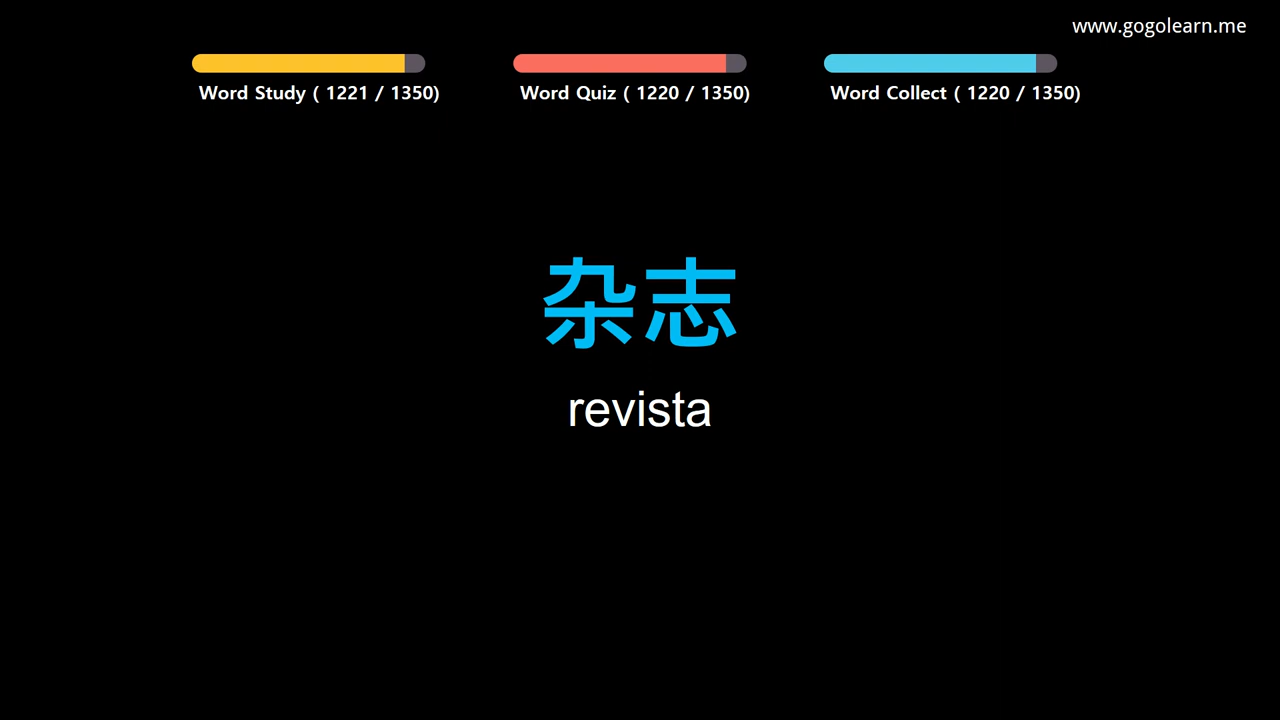 www.gogolearn.me
Word Study ( 1221 / 1350)
Word Quiz ( 1220 / 1350)
Word Collect ( 1220 / 1350)
杂志
revista